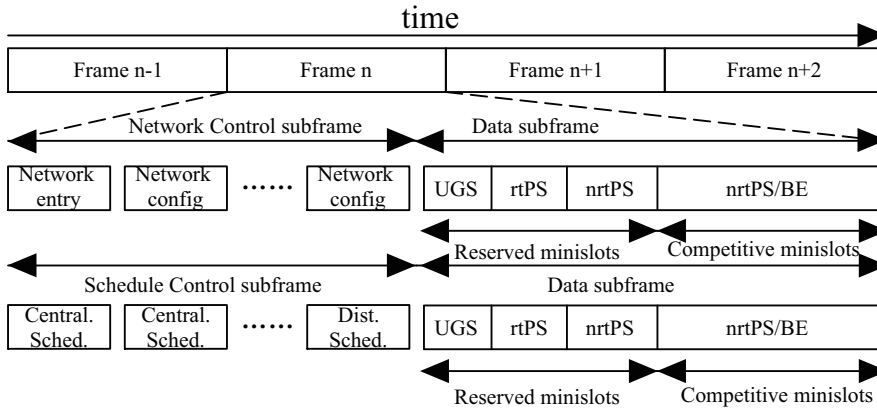 time
Frame n-1 Frame n Frame n+1 Frame n+2
Network Control subframe Data subframe
Network entry Network config ...... Network config UGS rtPS nrtPS nrtPS/BE
Reserved minislots Competitive minislots
Schedule Control subframe Data subframe
Central. Sched. Central. Sched. ...... Dist. Sched. UGS rtPS nrtPS nrtPS/BE
Reserved minislots Competitive minislots